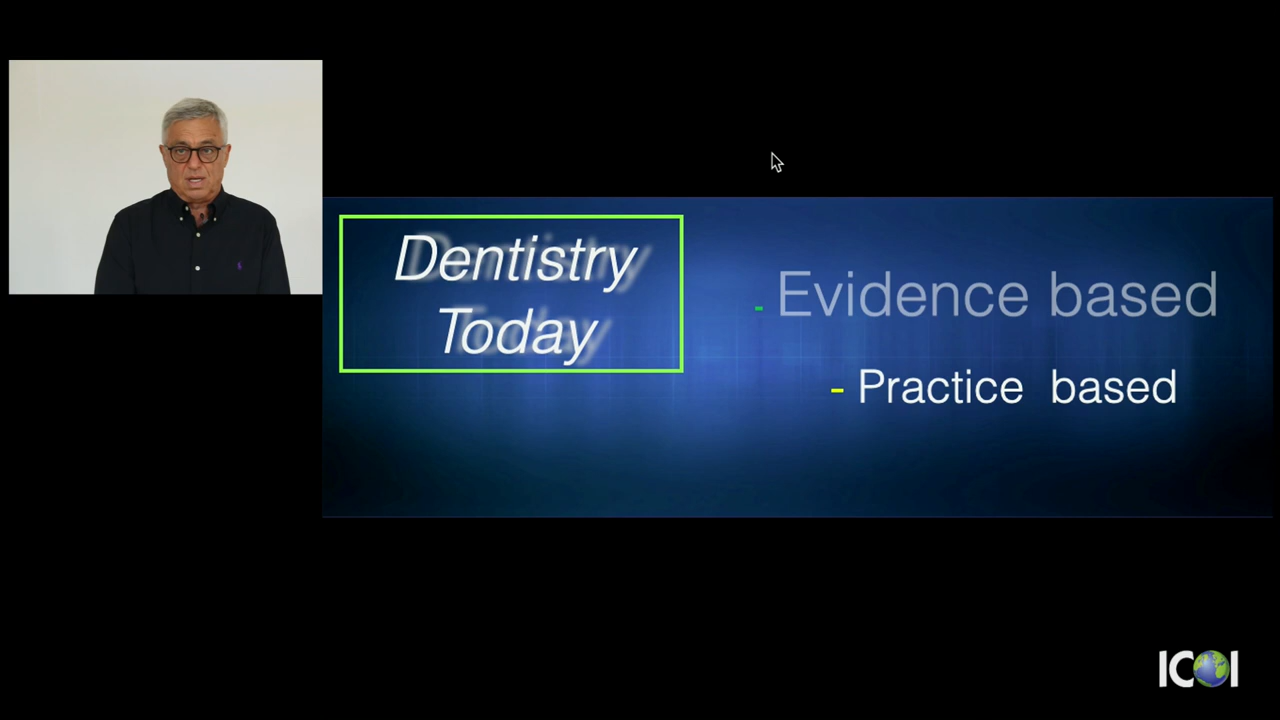 Dentistry
Today
- Evidence based
- Practice based
ICOI